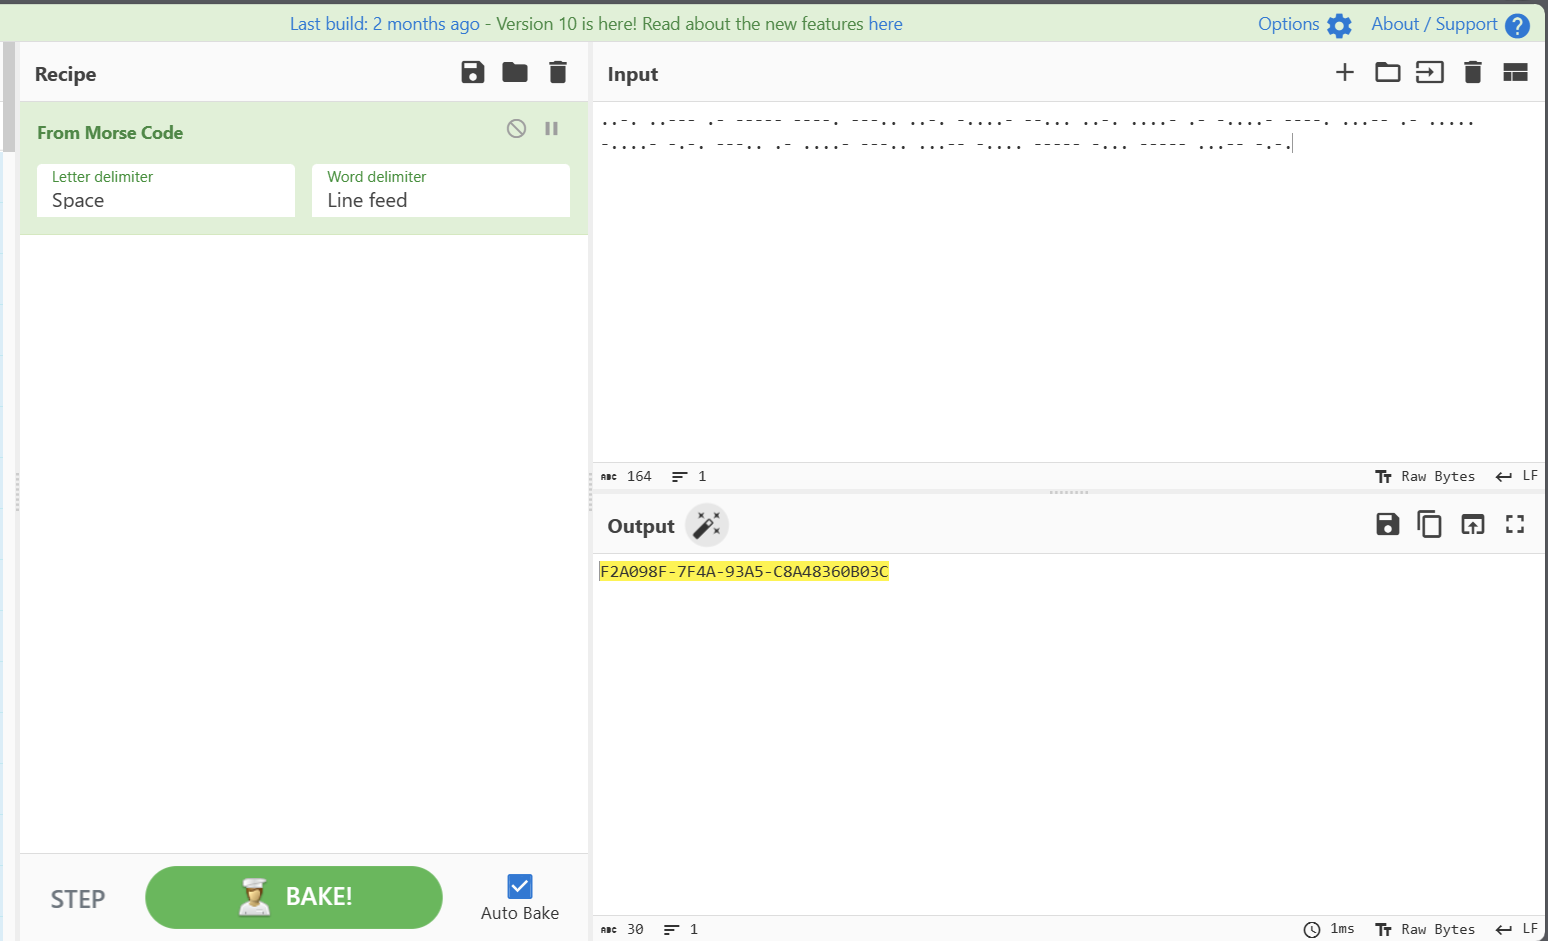 Last build: 2 months ago - Version 10 is here! Read about the new features here
Options
About / Support
Recipe
From Morse Code
Letter delimiter
Space
Word delimiter
Line feed
STEP
BAKE!
Auto Bake
Input
..-. ..--- .- ----- ----. ---.. ..-. -....- --... ..-. ....- .- -....- ----. ...-- .- .....
-....- -.-. ---.. .- ....- ---.. ...-- -.... ----- -... ----- ...-- -.-.
ABC 164 1
Raw Bytes LF
Output
F2A098F-7F4A-93A5-C8A48360B03C
ABC 30 1
1ms Raw Bytes LF